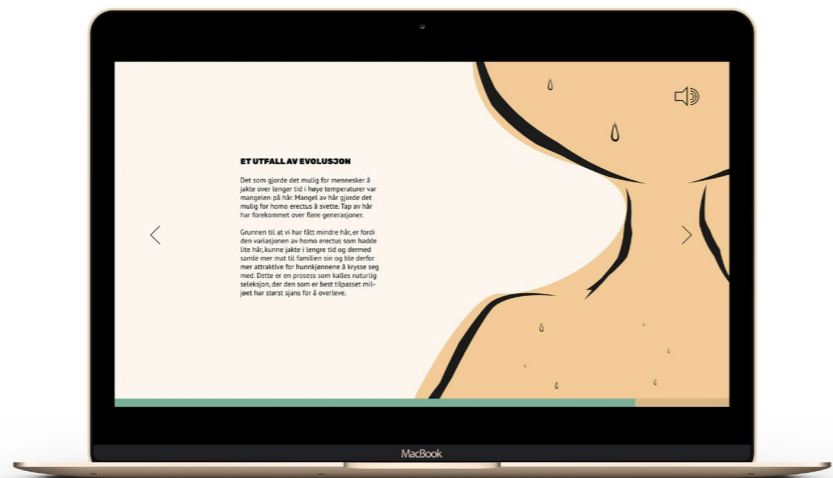 ET UTFALL AV EVOLUSJON
Det som gjorde det mulig for mennesker å
jakte over lenger tid i høye temperaturer var
mangelen på hår. Mangel av hår gjorde det
mulig for homo erectus å svette. Tap av hår
har forekommet over flere generasjoner.
Grunnen til at vi har fått mindre hår, er fordi
den variasjonen av homo erectus som hadde
lite hår, kunne jakte i lengre tid og dermed
samle mer mat til familien sin og ble derfor
mer attraktive for hunnkjønnene å krysse seg
med. Dette er en prosess som kalles naturlig
seleksjon, der den som er best tilpasset mil-
jøet har størst sjans for å overleve.
MacBook